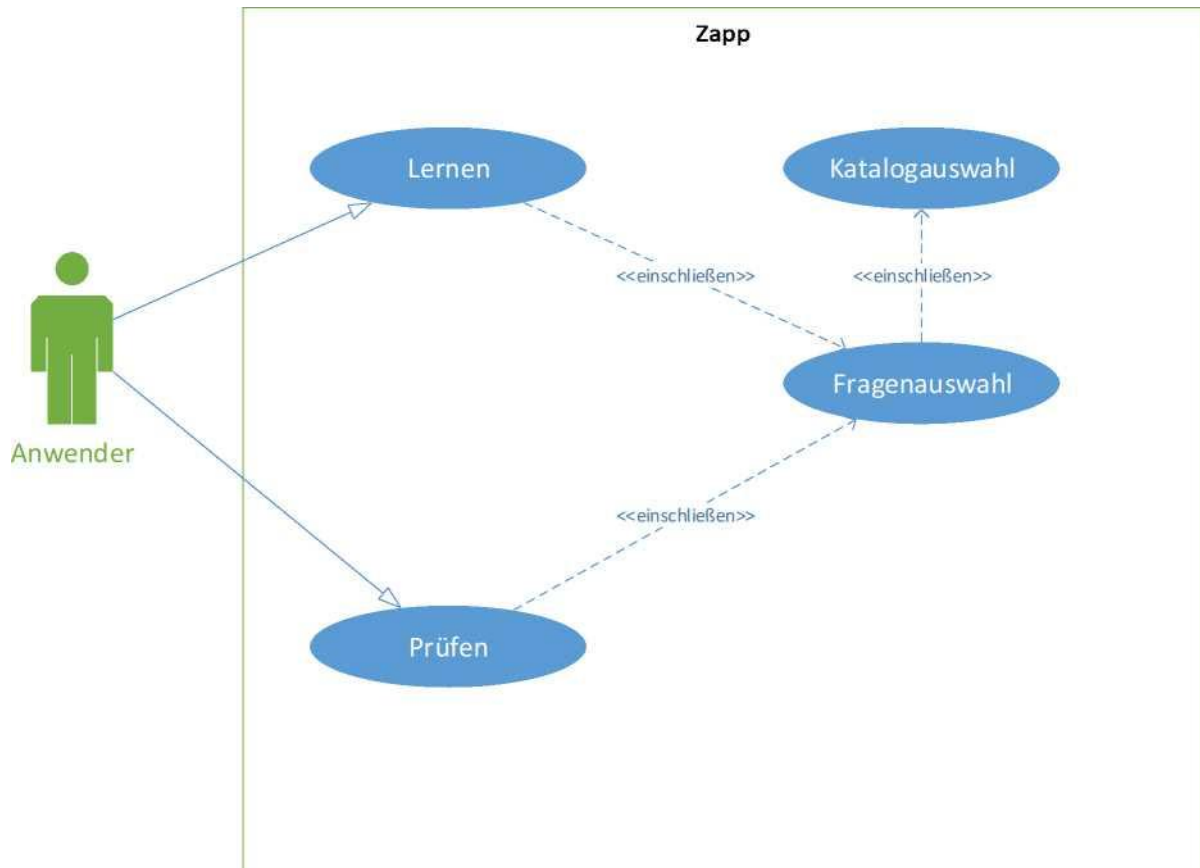 Zapp
Lernen
Katalogauswahl
<<einschließen>>
<<einschließen>>
Fragenauswahl
Anwender
<<einschließen>>
Prüfen